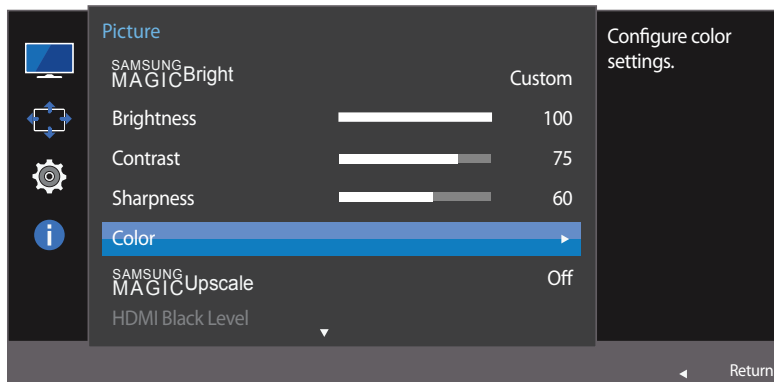 Picture
SAMSUNG
MAGICBright Custom
Brightness 100
Contrast 75
Sharpness 60
Color
SAMSUNG
MAGICUpscale Off
HDMI Black Level
Configure color
settings.
Return